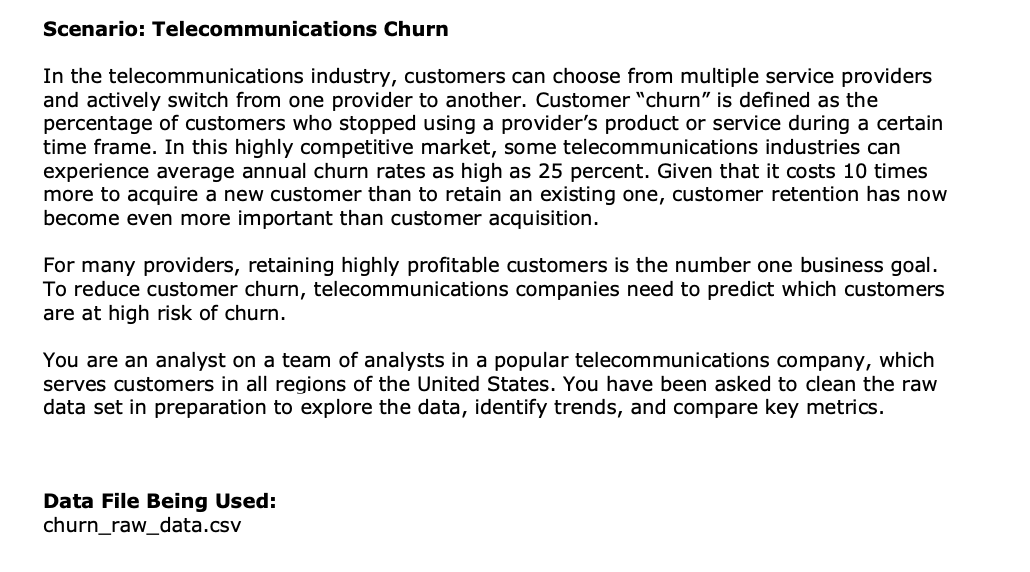 Scenario: Telecommunications Churn
In the telecommunications industry, customers can choose from multiple service providers
and actively switch from one provider to another. Customer “churn” is defined as the
percentage of customers who stopped using a provider’s product or service during a certain
time frame. In this highly competitive market, some telecommunications industries can
experience average annual churn rates as high as 25 percent. Given that it costs 10 times
more to acquire a new customer than to retain an existing one, customer retention has now
become even more important than customer acquisition.
For many providers, retaining highly profitable customers is the number one business goal.
To reduce customer churn, telecommunications companies need to predict which customers
are at high risk of churn.
You are an analyst on a team of analysts in a popular telecommunications company, which
serves customers in all regions of the United States. You have been asked to clean the raw
data set in preparation to explore the data, identify trends, and compare key metrics.
Data File Being Used:
churn_raw_data.csv